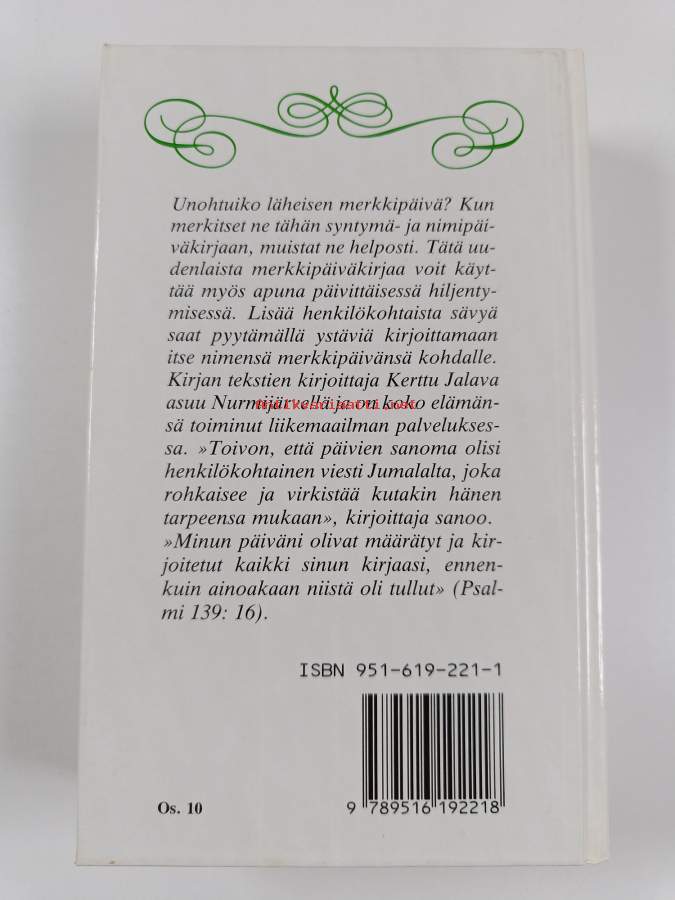 Unohtuiko läheisen merkkipäivä? Kun
merkitset ne tähän syntymä- ja nimipäi-
väkirjaan, muistat ne helposti. Tätä uu-
denlaista merkkipäiväkirjaa voit käyt-
tää myös apuna päivittäisessä hiljenty-
misessä. Lisää henkilökohtaista sävyä
saat pyytämällä ystäviä kirjoittamaan
itse nimensä merkkipäivänsä kohdalle.
Kirjan tekstien kirjoittaja Kerttu Jalava
asuu Nurmijärvellä ja on koko elämän-
Antikvariaatti.net
sä toiminut liikemaailman palvelukses-
sa. »Toivon, että päivien sanoma olisi
henkilökohtainen viesti Jumalalta, joka
rohkaisee ja virkistää kutakin hänen
tarpeensa mukaan», kirjoittaja sanoo.
»Minun päiväni olivat määrätyt ja kir-
joitetut kaikki sinun kirjaasi, ennen-
kuin ainoakaan niistä oli tullut» (Psal-
mi 139: 16).
ISBN 951-619-221-1
Os. 10
9 789516 192218